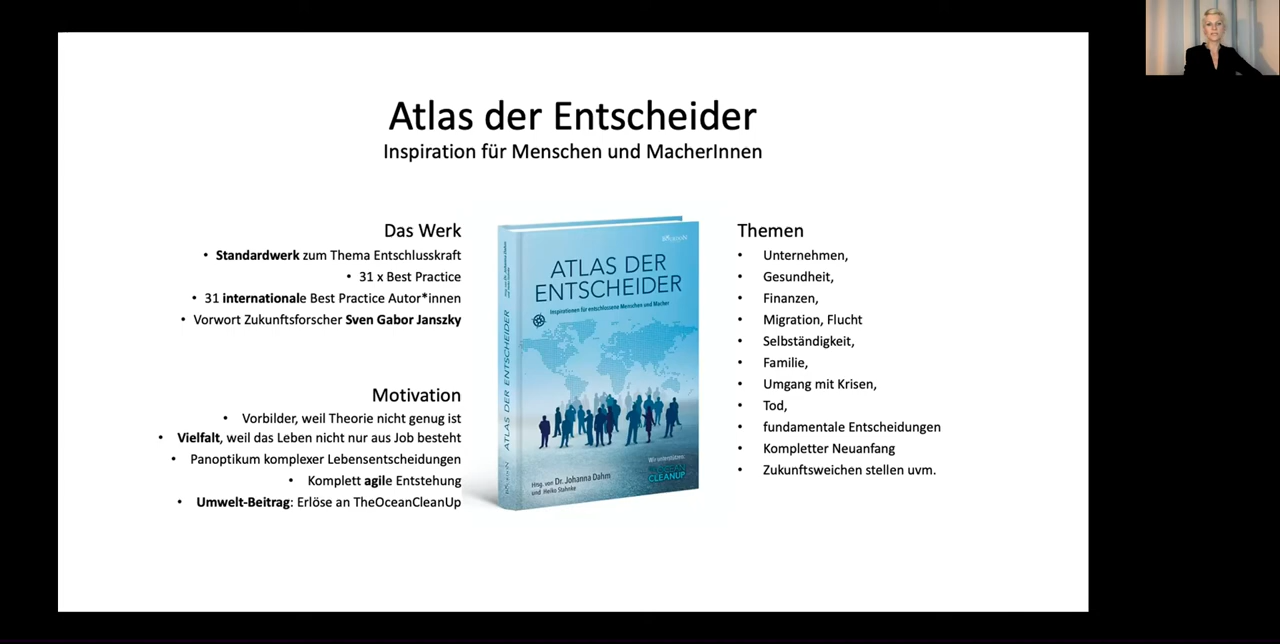 Atlas der Entscheider
Inspiration für Menschen und MacherInnen
Das Werk
• Standardwerk zum Thema Entschlusskraft
• 31 x Best Practice
• 31 internationale Best Practice Autor*innen
• Vorwort Zukunftsforscher Sven Gabor Janszky
Motivation
• Vorbilder, weil Theorie nicht genug ist
• Vielfalt, weil das Leben nicht nur aus Job besteht
• Panoptikum komplexer Lebensentscheidungen
• Komplett agile Entstehung
• Umwelt-Beitrag: Erlöse an TheOceanCleanUp
ATLAS DER ENTSCHEIDER
ATLAS DER
ENTSCHEIDER
Inspirationen für entschlossene Menschen und Macher
Wir unterstützen:
CLEANUP
Hrsg. von Dr. Johanna Dahm
und Heiko Stahnke
Themen
• Unternehmen,
• Gesundheit,
• Finanzen,
• Migration, Flucht
• Selbständigkeit,
• Familie,
• Umgang mit Krisen,
• Tod,
• fundamentale Entscheidungen
• Kompletter Neuanfang
• Zukunftsweichen stellen uvm.